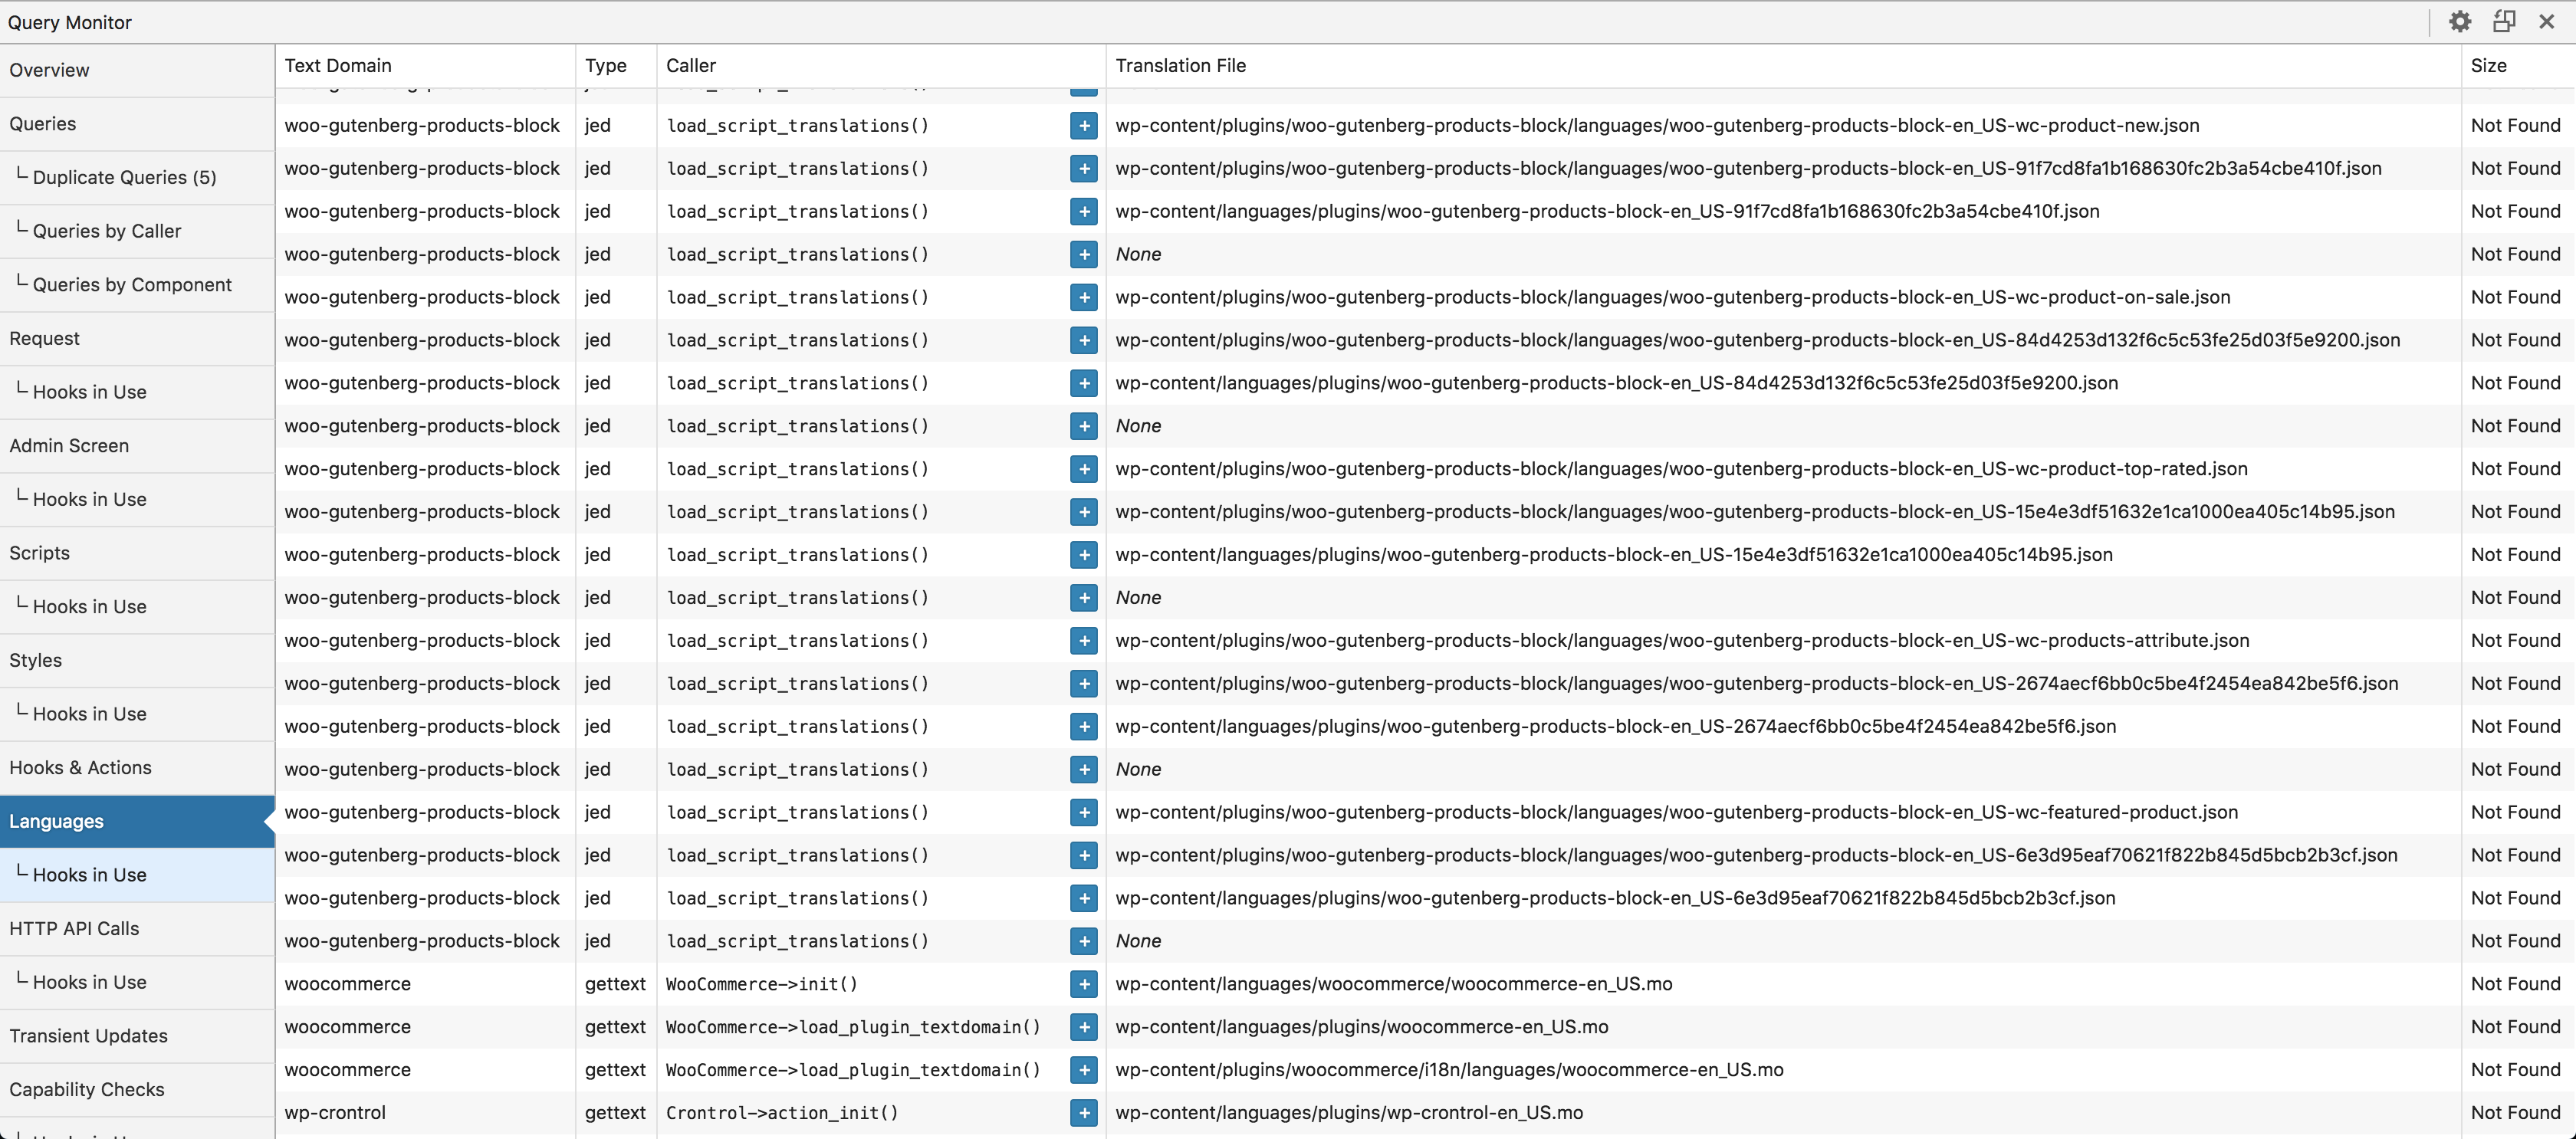 Query Monitor
Overview
Queries
Duplicate Queries (5)
Queries by Caller
Queries by Component
Request
Hooks in Use
Admin Screen
Hooks in Use
Scripts
Hooks in Use
Styles
Hooks in Use
Hooks & Actions
Languages
Hooks in Use
HTTP API Calls
Hooks in Use
Transient Updates
Capability Checks
Text Domain Type Caller Translation File Size
woo-gutenberg-products-block jed load_script_translations() + wp-content/plugins/woo-gutenberg-products-block/languages/woo-gutenberg-products-block-en_US-wc-product-new.json Not Found
woo-gutenberg-products-block jed load_script_translations() + wp-content/plugins/woo-gutenberg-products-block/languages/woo-gutenberg-products-block-en_US-91f7cd8fa1b168630fc2b3a54cbe410f.json Not Found
woo-gutenberg-products-block jed load_script_translations() + wp-content/languages/plugins/woo-gutenberg-products-block-en_US-91f7cd8fa1b168630fc2b3a54cbe410f.json Not Found
woo-gutenberg-products-block jed load_script_translations() + None Not Found
woo-gutenberg-products-block jed load_script_translations() + wp-content/plugins/woo-gutenberg-products-block/languages/woo-gutenberg-products-block-en_US-wc-product-on-sale.json Not Found
woo-gutenberg-products-block jed load_script_translations() + wp-content/plugins/woo-gutenberg-products-block/languages/woo-gutenberg-products-block-en_US-84d4253d132f6c5c53fe25d03f5e9200.json Not Found
woo-gutenberg-products-block jed load_script_translations() + wp-content/languages/plugins/woo-gutenberg-products-block-en_US-84d4253d132f6c5c53fe25d03f5e9200.json Not Found
woo-gutenberg-products-block jed load_script_translations() + None Not Found
woo-gutenberg-products-block jed load_script_translations() + wp-content/plugins/woo-gutenberg-products-block/languages/woo-gutenberg-products-block-en_US-wc-product-top-rated.json Not Found
woo-gutenberg-products-block jed load_script_translations() + wp-content/plugins/woo-gutenberg-products-block/languages/woo-gutenberg-products-block-en_US-15e4e3df51632e1ca1000ea405c14b95.json Not Found
woo-gutenberg-products-block jed load_script_translations() + wp-content/languages/plugins/woo-gutenberg-products-block-en_US-15e4e3df51632e1ca1000ea405c14b95.json Not Found
woo-gutenberg-products-block jed load_script_translations() + None Not Found
woo-gutenberg-products-block jed load_script_translations() + wp-content/plugins/woo-gutenberg-products-block/languages/woo-gutenberg-products-block-en_US-wc-products-attribute.json Not Found
woo-gutenberg-products-block jed load_script_translations() + wp-content/plugins/woo-gutenberg-products-block/languages/woo-gutenberg-products-block-en_US-2674aecf6bb0c5be4f2454ea842be5f6.json Not Found
woo-gutenberg-products-block jed load_script_translations() + wp-content/languages/plugins/woo-gutenberg-products-block-en_US-2674aecf6bb0c5be4f2454ea842be5f6.json Not Found
woo-gutenberg-products-block jed load_script_translations() + None Not Found
woo-gutenberg-products-block jed load_script_translations() + wp-content/plugins/woo-gutenberg-products-block/languages/woo-gutenberg-products-block-en_US-wc-featured-product.json Not Found
woo-gutenberg-products-block jed load_script_translations() + wp-content/plugins/woo-gutenberg-products-block/languages/woo-gutenberg-products-block-en_US-6e3d95eaf70621f822b845d5bcb2b3cf.json Not Found
woo-gutenberg-products-block jed load_script_translations() + wp-content/languages/plugins/woo-gutenberg-products-block-en_US-6e3d95eaf70621f822b845d5bcb2b3cf.json Not Found
woo-gutenberg-products-block jed load_script_translations() + None Not Found
woocommerce gettext WooCommerce->init() + wp-content/languages/woocommerce/woocommerce-en_US.mo Not Found
woocommerce gettext WooCommerce->load_plugin_textdomain() + wp-content/languages/plugins/woocommerce-en_US.mo Not Found
woocommerce gettext WooCommerce->load_plugin_textdomain() + wp-content/plugins/woocommerce/i18n/languages/woocommerce-en_US.mo Not Found
wp-crontrol gettext Crontrol->action_init() + wp-content/languages/plugins/wp-crontrol-en_US.mo Not Found